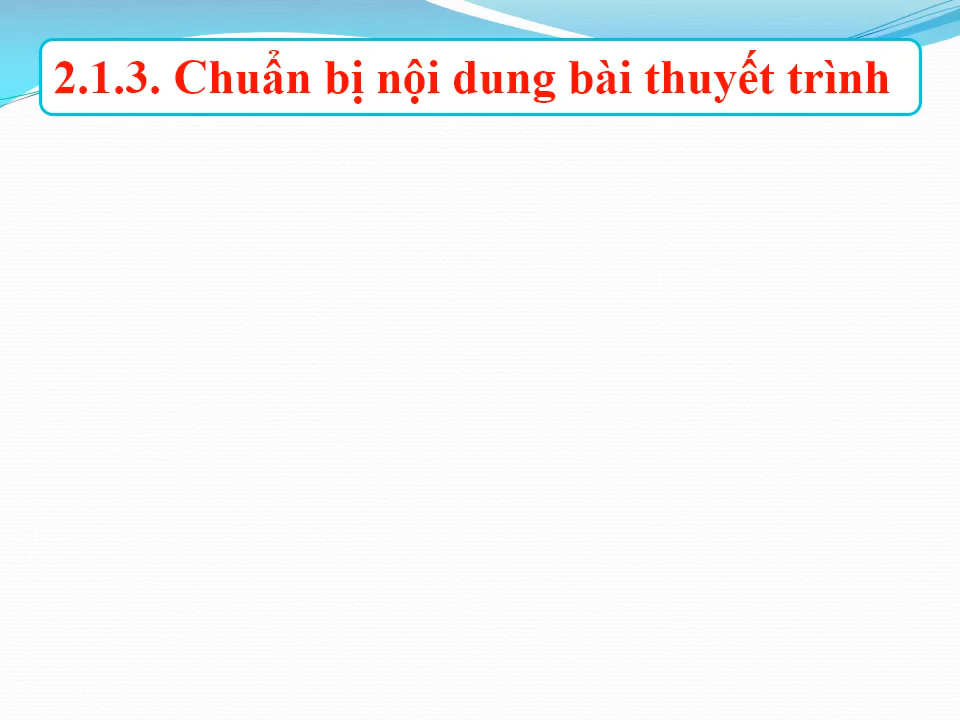 2.1.3. Chuẩn bị nội dung bài thuyết trình